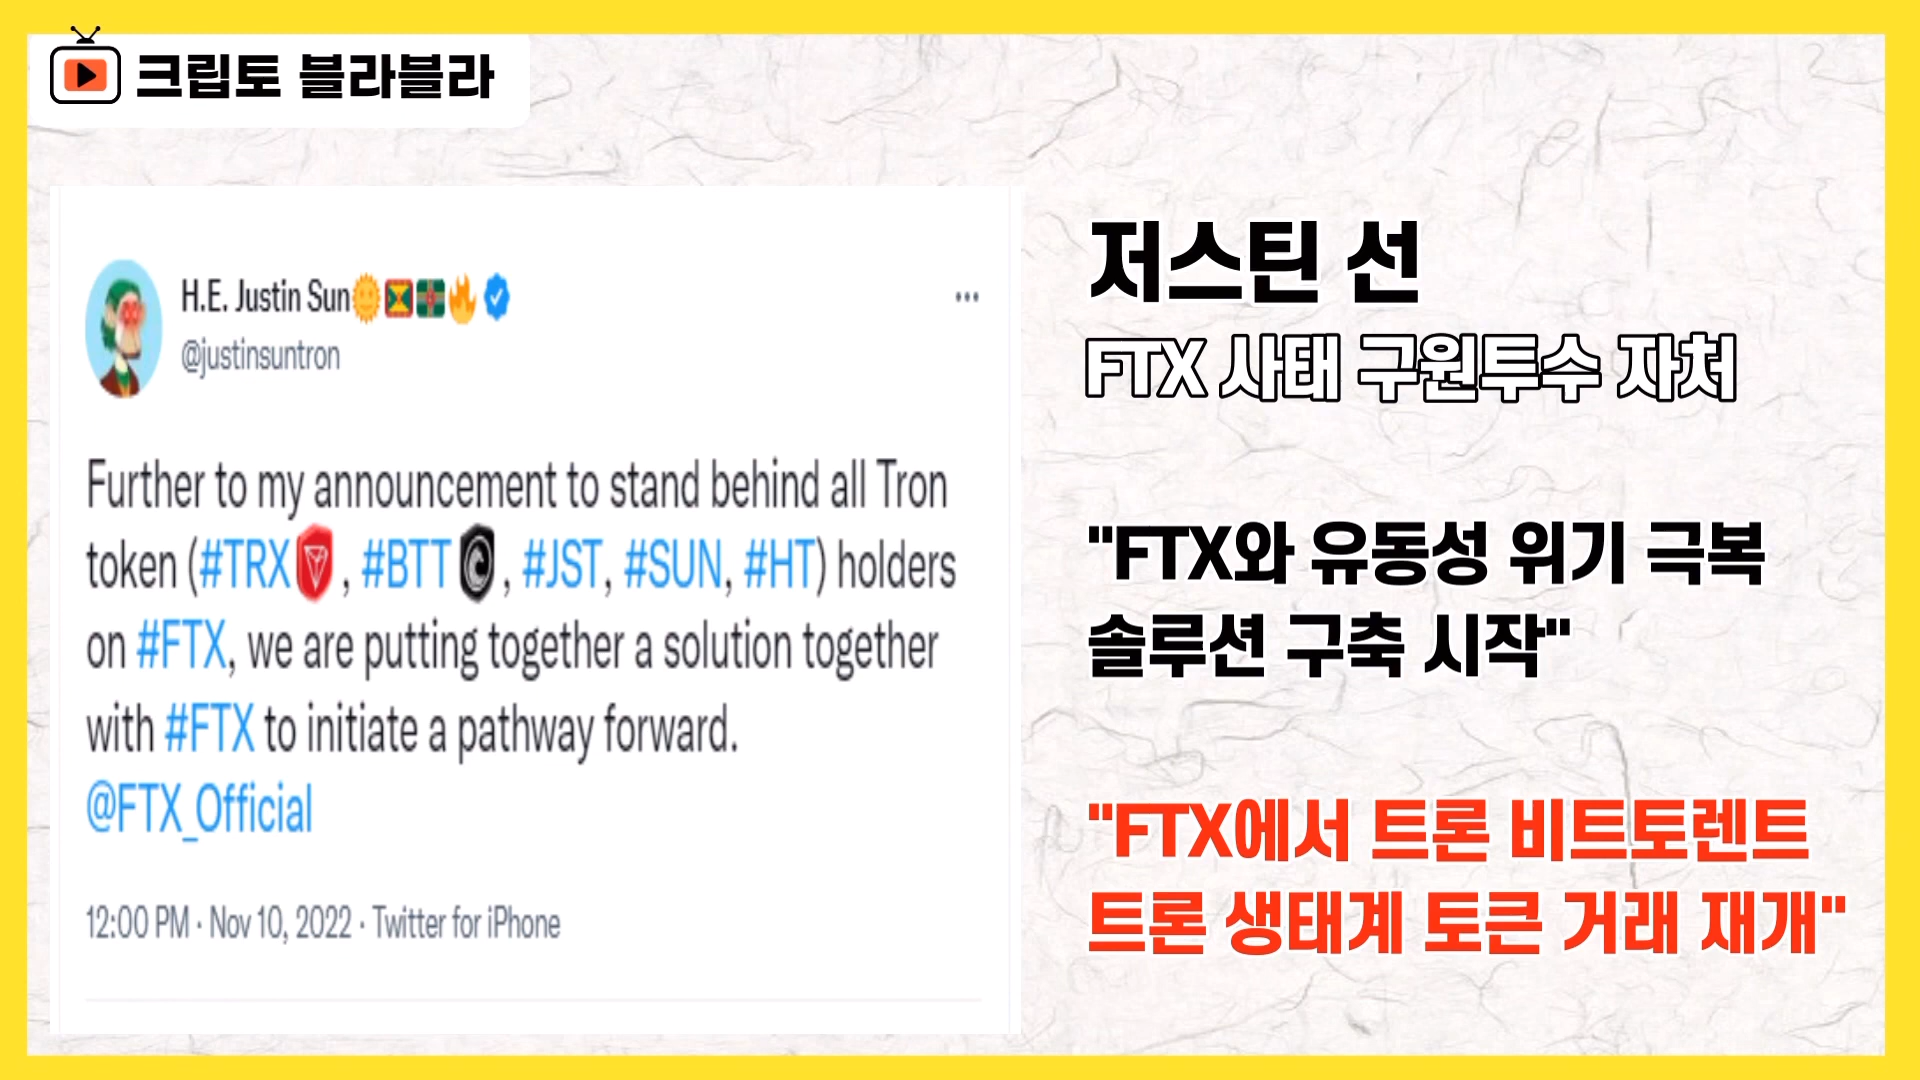 크립토 블라블라
H.E. Justin Sun🌞🇬🇩🇩🇲🔥
@justinsuntron
Further to my announcement to stand behind all Tron
token (#TRX, #BTT, #JST, #SUN, #HT) holders
on #FTX, we are putting together a solution together
with #FTX to initiate a pathway forward.
@FTX_Official
12:00 PM · Nov 10, 2022 · Twitter for iPhone
저스틴 선
FTX 사태 구원투수 자처
"FTX와 유동성 위기 극복
솔루션 구축 시작"
"FTX에서 트론 비트토렌트
트론 생태계 토큰 거래 재개"